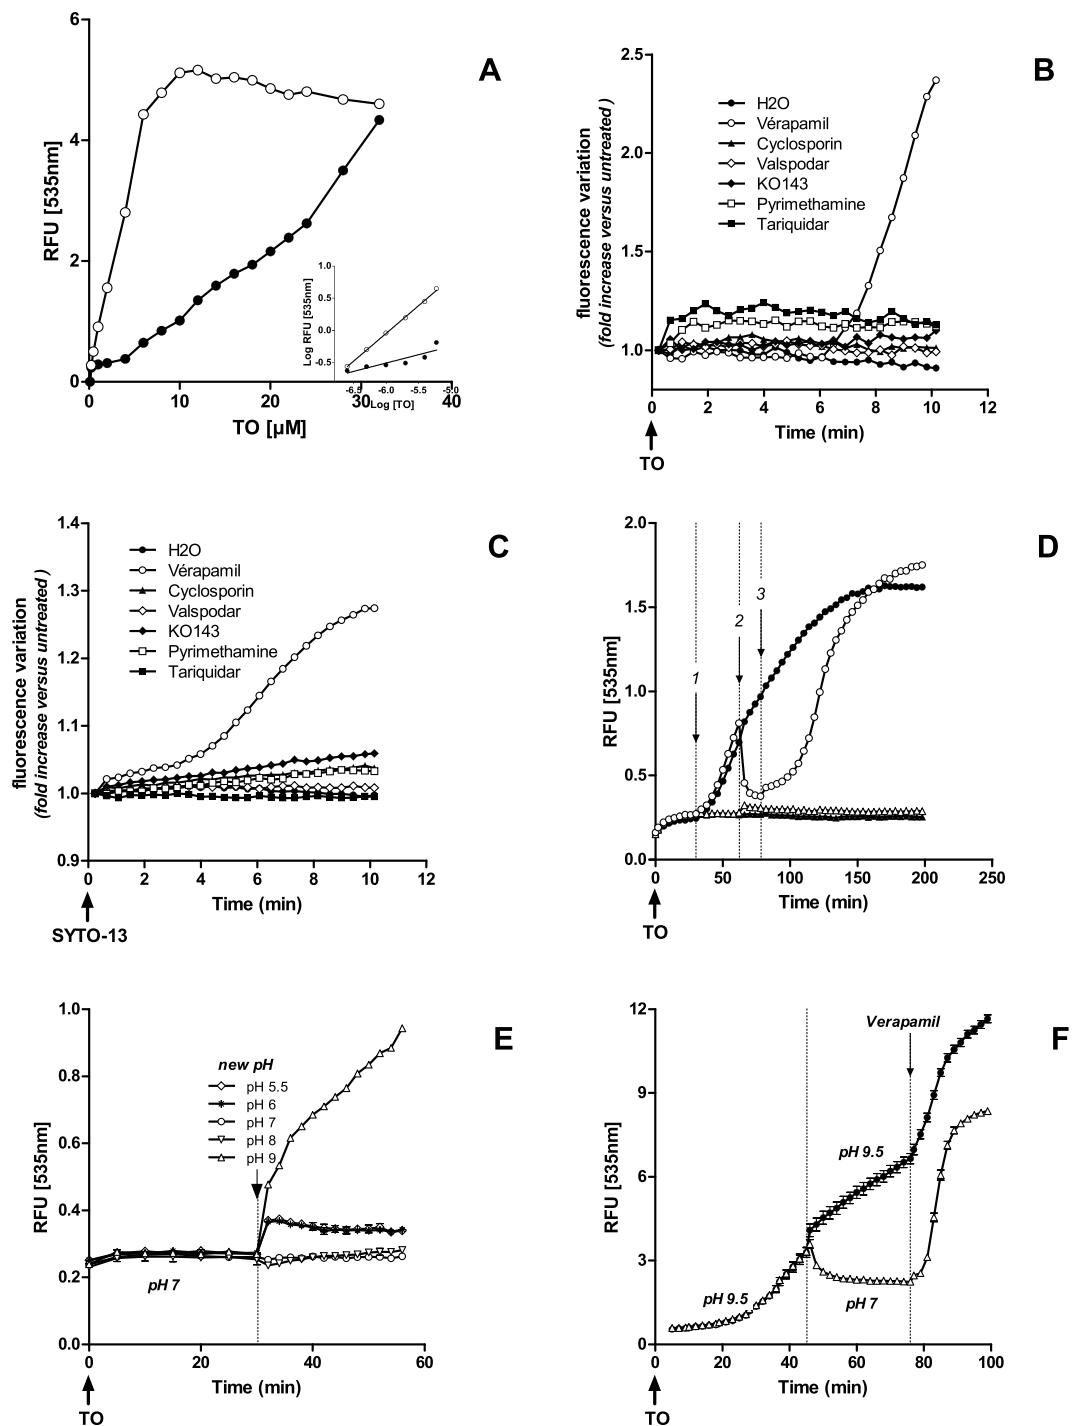 A
RFU [535nm]
6
4
2
0
0
10
20
30
40
TO [µM]
Log RFU [535nm]
1.0
0.5
0.0
-0.5
-6.5
-6.0
-5.5
-5.0
Log [TO]
B
fluorescence variation
(fold increase versus untreated )
2.5
2.0
1.5
1.0
H2O
Vérapamil
Cyclosporin
Valspodar
KO143
Pyrimethamine
Tariquidar
0
2
4
6
8
10
12
Time (min)
TO
C
fluorescence variation
(fold increase versus untreated )
1.4
1.3
1.2
1.1
1.0
0.9
H2O
Vérapamil
Cyclosporin
Valspodar
KO143
Pyrimethamine
Tariquidar
0
2
4
6
8
10
12
Time (min)
SYTO-13
D
RFU [535nm]
2.0
1.5
1.0
0.5
0.0
1
2
3
0
50
100
150
200
250
Time (min)
TO
E
RFU [535nm]
1.0
0.8
0.6
0.4
0.2
0.0
new pH
pH 5.5
pH 6
pH 7
pH 8
pH 9
pH 7
0
20
40
60
Time (min)
TO
F
RFU [535nm]
12
9
6
3
0
Verapamil
pH 9.5
pH 9.5
pH 7
0
20
40
60
80
100
Time (min)
TO